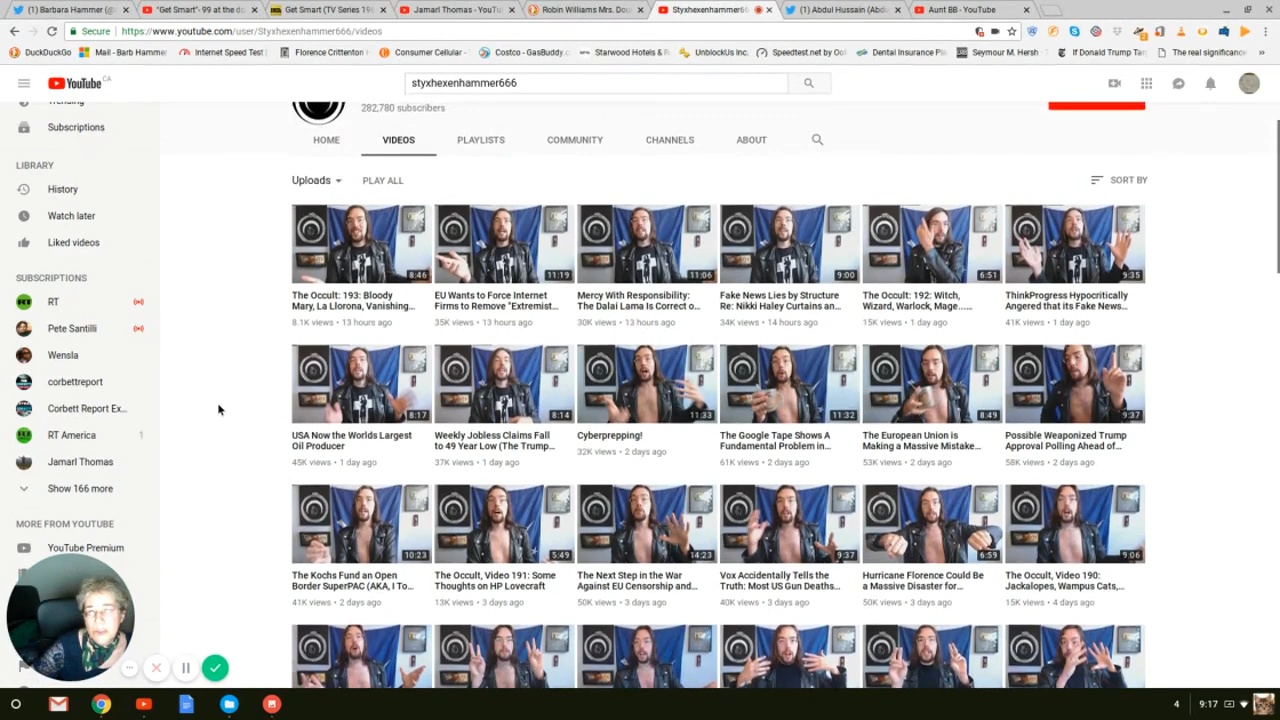 (1) Barbara Hammer (@
"Get Smart"- 99 at the do
Get Smart (TV Series 196
Jamarl Thomas - YouTu
Robin Williams Mrs. Dou
Styxhexenhammer666
(1) Abdul Hussain (Abdu
Aunt BB - YouTube
Secure
https://www.youtube.com/user/Styxhexenhammer666/videos
DuckDuckGo
Mail - Barb Hammer
Internet Speed Test
Florence Crittenton
Consumer Cellular -
Costco - GasBuddy.c
Starwood Hotels & R
UnblockUs Inc.
Speedtest.net by Ool
Dental Insurance Pla
Seymour M. Hersh - T
If Donald Trump Targ
The real significance
YouTube CA
styxhexenhammer666
Trending
Subscriptions
LIBRARY
History
Watch later
Liked videos
SUBSCRIPTIONS
RT
Pete Santilli
Wensla
corbettreport
Corbett Report Ex...
RT America 1
Jamarl Thomas
Show 166 more
MORE FROM YOUTUBE
YouTube Premium
282,780 subscribers
HOME
VIDEOS
PLAYLISTS
COMMUNITY
CHANNELS
ABOUT
Uploads
PLAY ALL
SORT BY
8:46
The Occult: 193: Bloody
Mary, La Llorona, Vanishing...
8.1K views • 13 hours ago
11:19
EU Wants to Force Internet
Firms to Remove "Extremist...
35K views • 13 hours ago
11:06
Mercy With Responsibility:
The Dalai Lama Is Correct o...
30K views • 13 hours ago
9:00
Fake News Lies by Structure
Re: Nikki Haley Curtains an...
34K views • 14 hours ago
6:51
The Occult: 192: Witch,
Wizard, Warlock, Mage......
15K views • 1 day ago
9:35
ThinkProgress Hypocritically
Angered that its Fake News...
41K views • 1 day ago
8:17
USA Now the Worlds Largest
Oil Producer
45K views • 1 day ago
8:14
Weekly Jobless Claims Fall
to 49 Year Low (The Trump...
37K views • 1 day ago
11:33
Cyberprepping!
32K views • 2 days ago
11:32
The Google Tape Shows A
Fundamental Problem in...
61K views • 2 days ago
8:49
The European Union is
Making a Massive Mistake...
53K views • 2 days ago
9:37
Possible Weaponized Trump
Approval Polling Ahead of...
58K views • 2 days ago
10:23
The Kochs Fund an Open
Border SuperPAC (AKA, I To...
41K views • 2 days ago
5:49
The Occult, Video 191: Some
Thoughts on HP Lovecraft
13K views • 3 days ago
14:23
The Next Step in the War
Against EU Censorship and...
50K views • 3 days ago
9:37
Vox Accidentally Tells the
Truth: Most US Gun Deaths...
40K views • 3 days ago
6:59
Hurricane Florence Could Be
a Massive Disaster for...
50K views • 3 days ago
9:06
The Occult, Video 190:
Jackalopes, Wampus Cats,...
15K views • 4 days ago
4
9:17